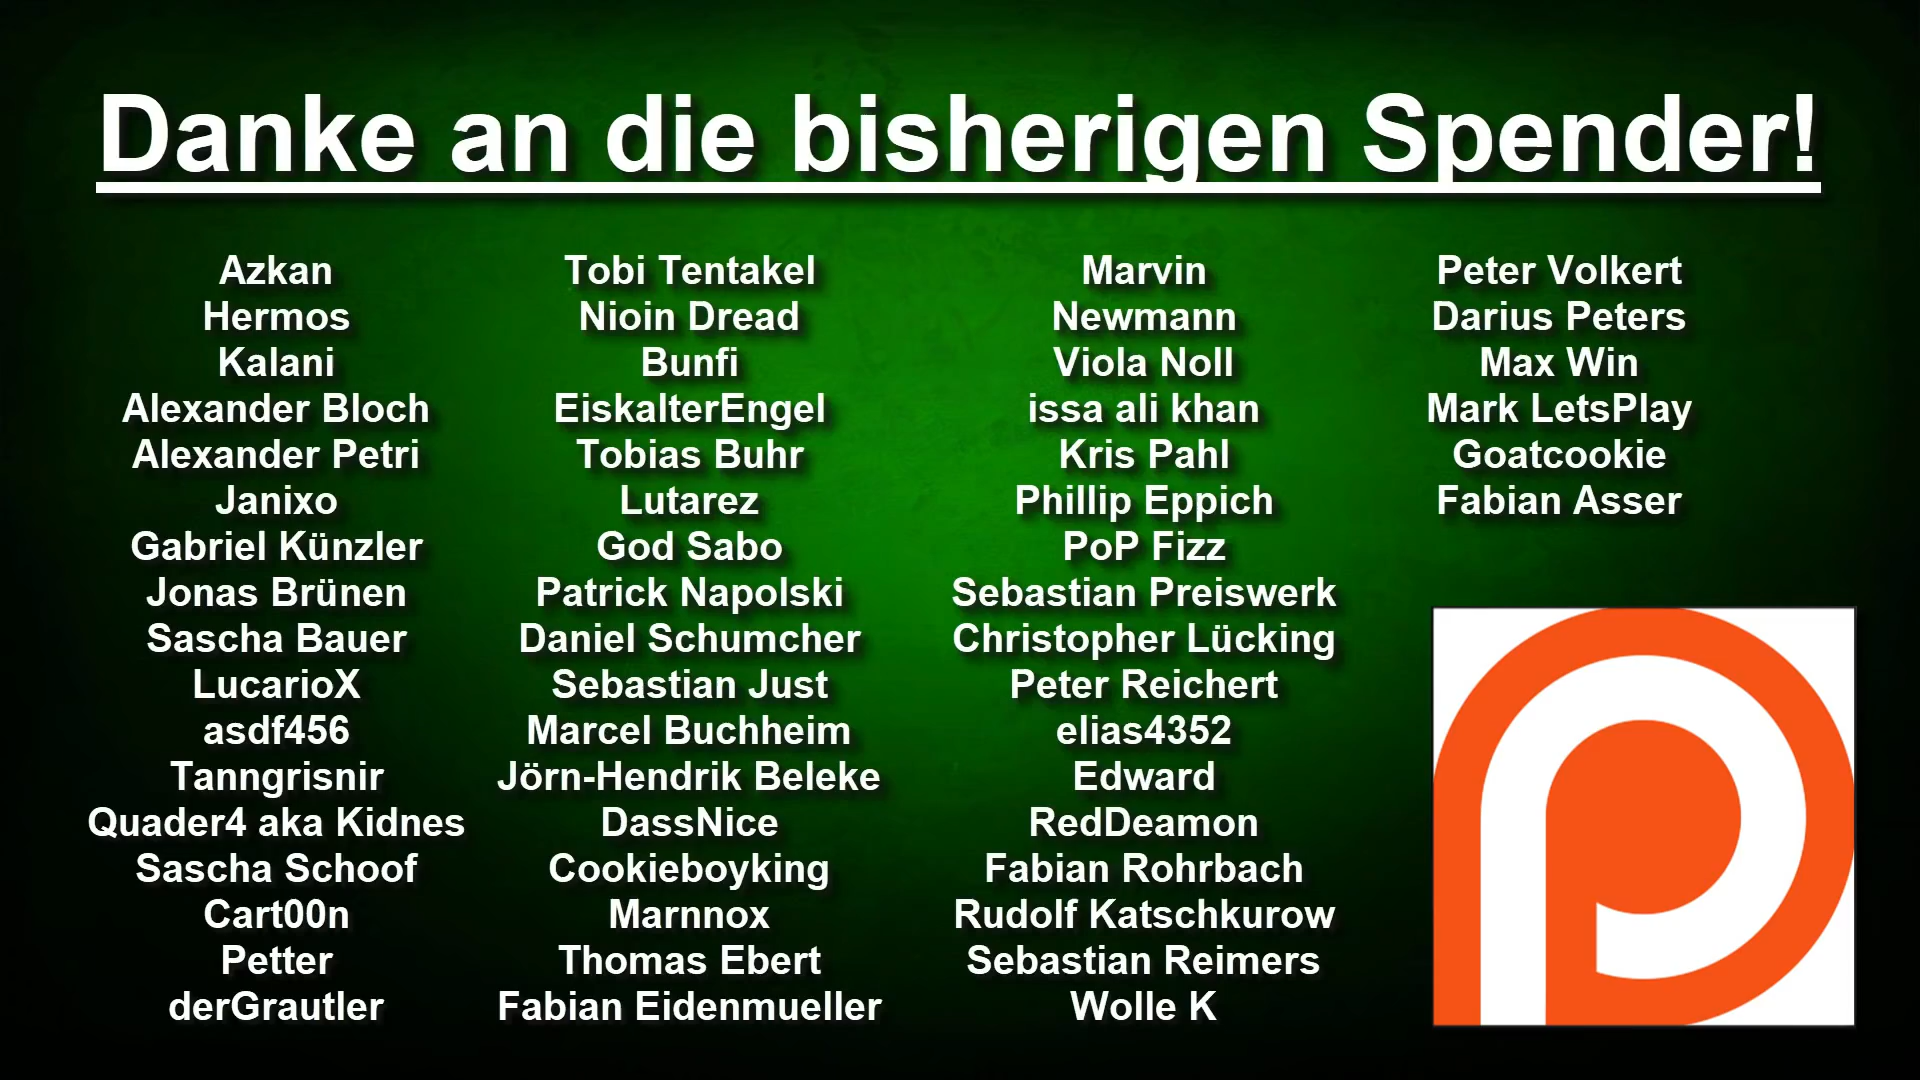 Danke an die bisherigen Spender!
Azkan
Hermos
Kalani
Alexander Bloch
Alexander Petri
Janixo
Gabriel Künzler
Jonas Brünen
Sascha Bauer
LucarioX
asdf456
Tanngrisnir
Quader4 aka Kidnes
Sascha Schoof
Cart00n
Petter
derGrautler
Tobi Tentakel
Nioin Dread
Bunfi
EiskalterEngel
Tobias Buhr
Lutarez
God Sabo
Patrick Napolski
Daniel Schumcher
Sebastian Just
Marcel Buchheim
Jörn-Hendrik Beleke
DassNice
Cookieboyking
Marnnox
Thomas Ebert
Fabian Eidenmueller
Marvin
Newmann
Viola Noll
issa ali khan
Kris Pahl
Phillip Eppich
PoP Fizz
Sebastian Preiswerk
Christopher Lücking
Peter Reichert
elias4352
Edward
RedDeamon
Fabian Rohrbach
Rudolf Katschkurow
Sebastian Reimers
Wolle K
Peter Volkert
Darius Peters
Max Win
Mark LetsPlay
Goatcookie
Fabian Asser